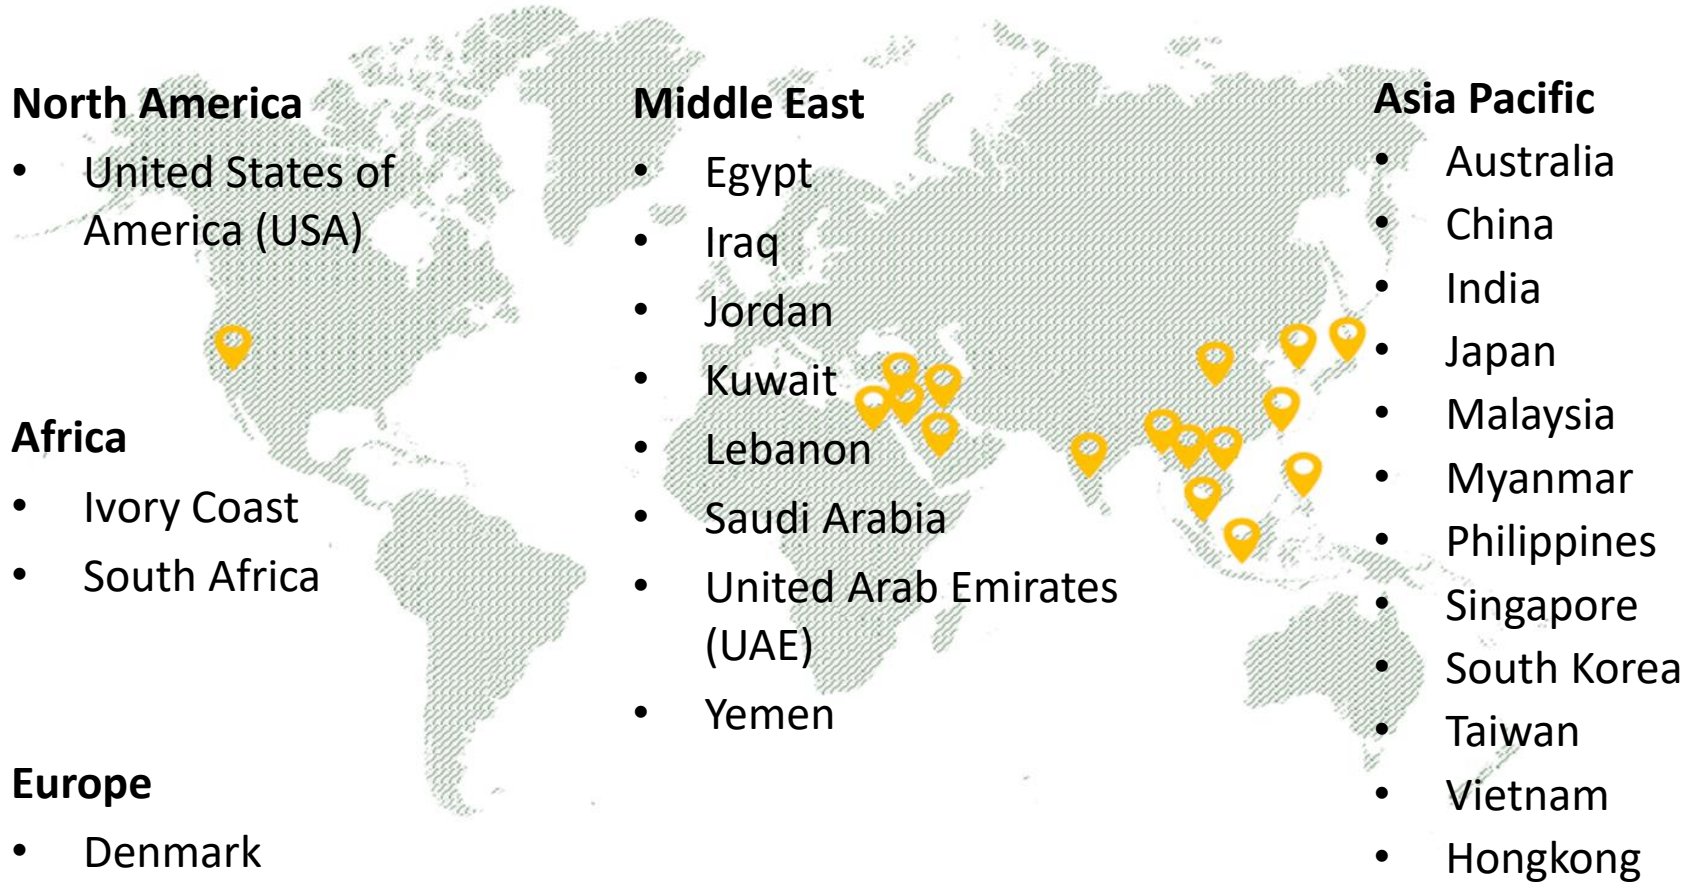 North America
• United States of
America (USA)
Africa
• Ivory Coast
• South Africa
Europe
• Denmark
Middle East
• Egypt
• Iraq
• Jordan
• Kuwait
• Lebanon
• Saudi Arabia
• United Arab Emirates
(UAE)
• Yemen
Asia Pacific
• Australia
• China
• India
• Japan
• Malaysia
• Myanmar
• Philippines
• Singapore
• South Korea
• Taiwan
• Vietnam
• Hongkong